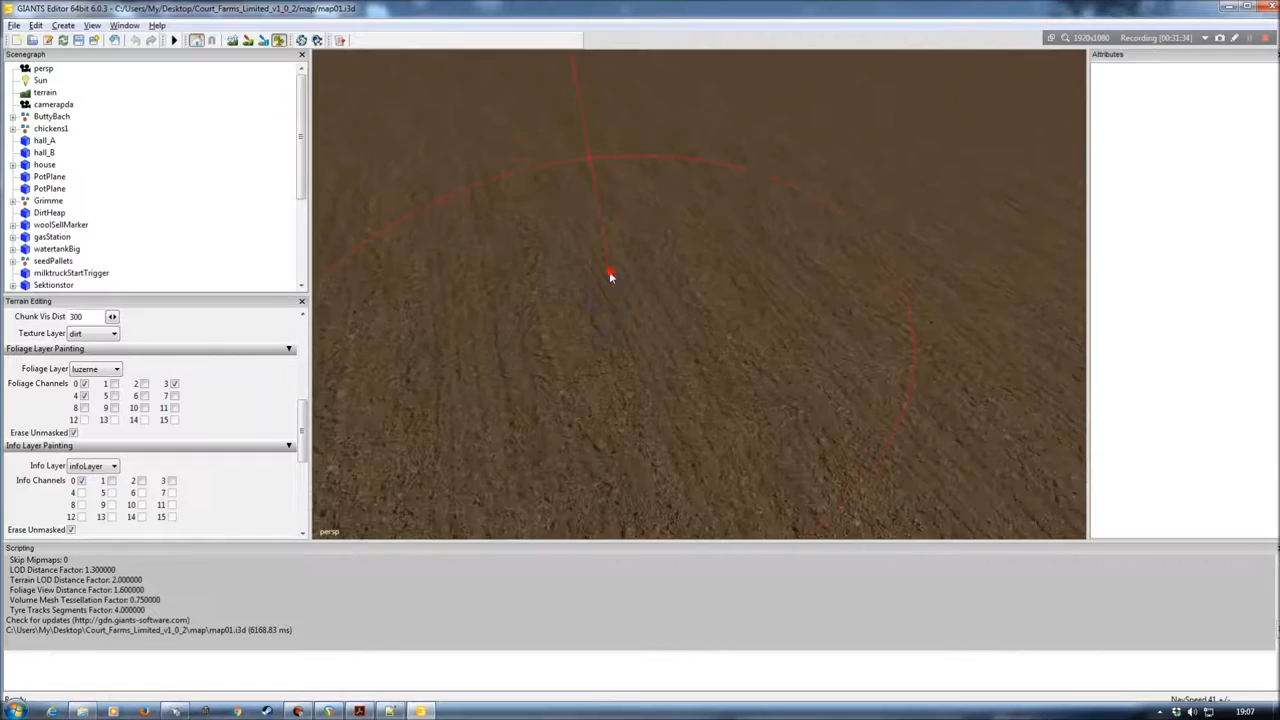 GIANTS Editor 64bit 6.0.3 - C:/Users/My/Desktop/Court_Farms_Limited_v1_0_2/map/map01.i3d
File Edit Create View Window Help
1920x1080 Recording [00:31:34]
Scenegraph
persp
Sun
terrain
camerapda
ButtyBach
chickens1
hall_A
hall_B
house
PotPlane
PotPlane
Grimme
DirtHeap
woolSellMarker
gasStation
watertankBig
seedPallets
milktruckStartTrigger
Sektionstor
Terrain Editing
Chunk Vis Dist 300
Texture Layer dirt
Foliage Layer Painting
Foliage Layer luzerne
Foliage Channels 0 1 2 3
4 5 6 7
8 9 10 11
12 13 14 15
Erase Unmasked
Info Layer Painting
Info Layer infoLayer
Info Channels 0 1 2 3
4 5 6 7
8 9 10 11
12 13 14 15
Erase Unmasked
persp
Attributes
Scripting
Skip Mipmaps: 0
LOD Distance Factor: 1.300000
Terrain LOD Distance Factor: 2.000000
Foliage View Distance Factor: 1.600000
Volume Mesh Tessellation Factor: 0.750000
Tyre Tracks Segments Factor: 4.000000
Check for updates (http://gdn.giants-software.com)
C:\Users\My\Desktop\Court_Farms_Limited_v1_0_2\map\map01.i3d (6168.83 ms)
NavSpeed 41 +/-
19:07